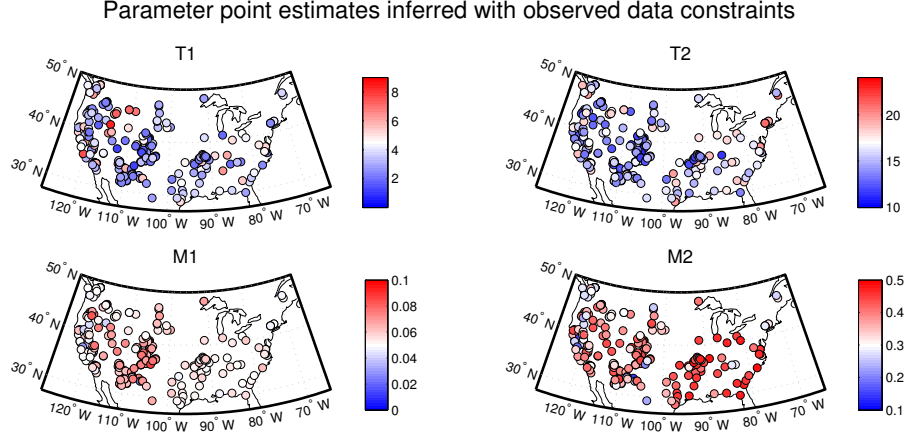 Parameter point estimates inferred with observed data constraints
T1
50° N
40° N
30° N
120° W
110° W
100° W
90° W
80° W
70° W
8
6
4
2
T2
50° N
40° N
30° N
120° W
110° W
100° W
90° W
80° W
70° W
20
15
10
M1
50° N
40° N
30° N
120° W
110° W
100° W
90° W
80° W
70° W
0.1
0.08
0.06
0.04
0.02
0
M2
50° N
40° N
30° N
120° W
110° W
100° W
90° W
80° W
70° W
0.5
0.4
0.3
0.2
0.1